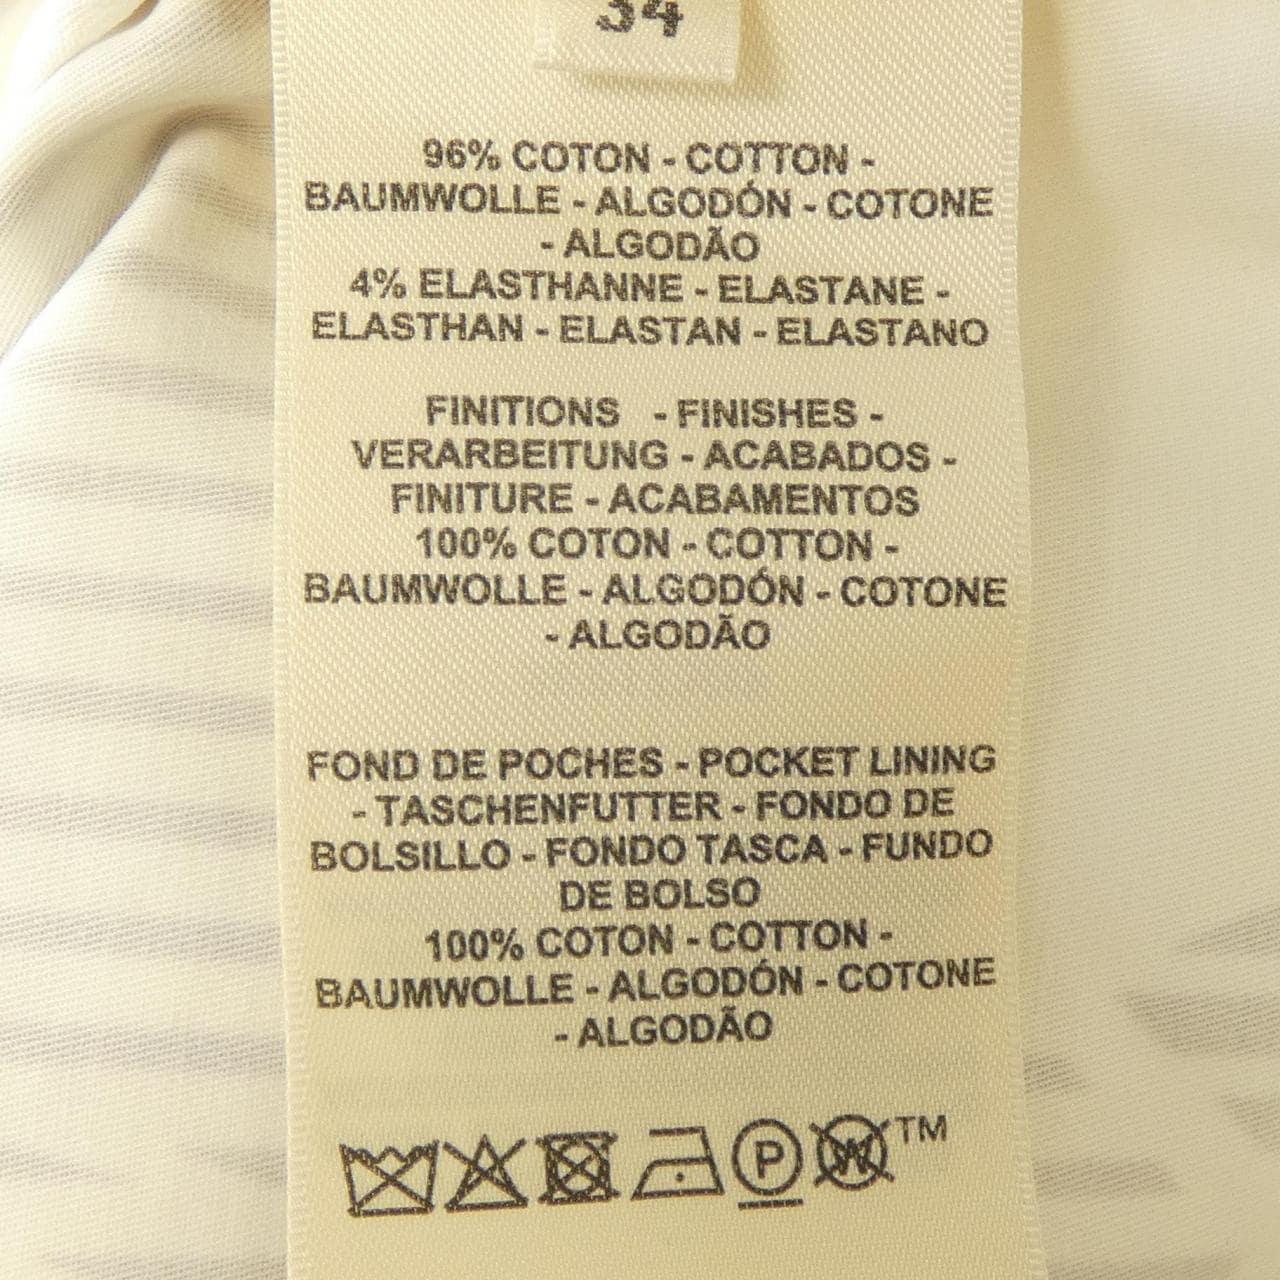 34
96% COTON - COTTON -
BAUMWOLLE - ALGODÓN - COTONE
- ALGODÃO
4% ELASTHANNE - ELASTANE -
ELASTHAN - ELASTAN - ELASTANO
FINITIONS - FINISHES -
VERARBEITUNG - ACABADOS -
FINITURE - ACABAMENTOS
100% COTON - COTTON -
BAUMWOLLE - ALGODÓN - COTONE
- ALGODÃO
FOND DE POCHES - POCKET LINING
- TASCHENFUTTER - FONDO DE
BOLSILLO - FONDO TASCA - FUNDO
DE BOLSO
100% COTON - COTTON -
BAUMWOLLE - ALGODÓN - COTONE
- ALGODÃO
P W TM